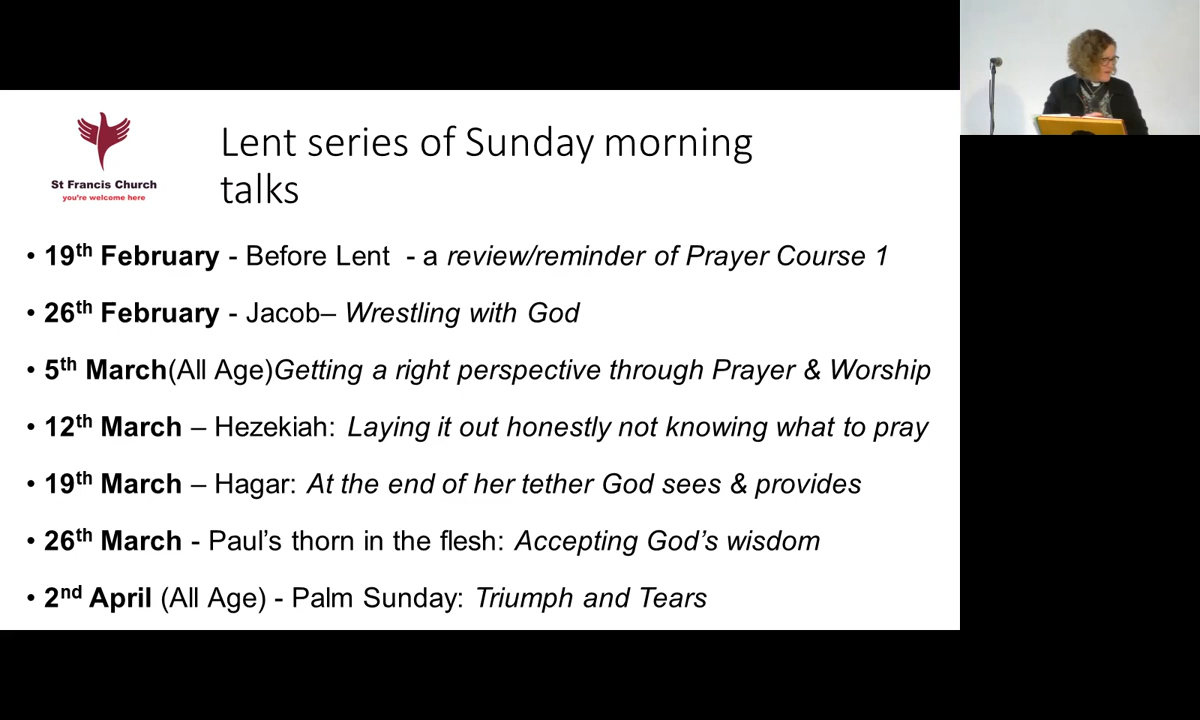 St Francis Church
you're welcome here
Lent series of Sunday morning
talks
• 19th February - Before Lent - a review/reminder of Prayer Course 1
• 26th February - Jacob– Wrestling with God
• 5th March(All Age)Getting a right perspective through Prayer & Worship
• 12th March – Hezekiah: Laying it out honestly not knowing what to pray
• 19th March – Hagar: At the end of her tether God sees & provides
• 26th March - Paul’s thorn in the flesh: Accepting God’s wisdom
• 2nd April (All Age) - Palm Sunday: Triumph and Tears